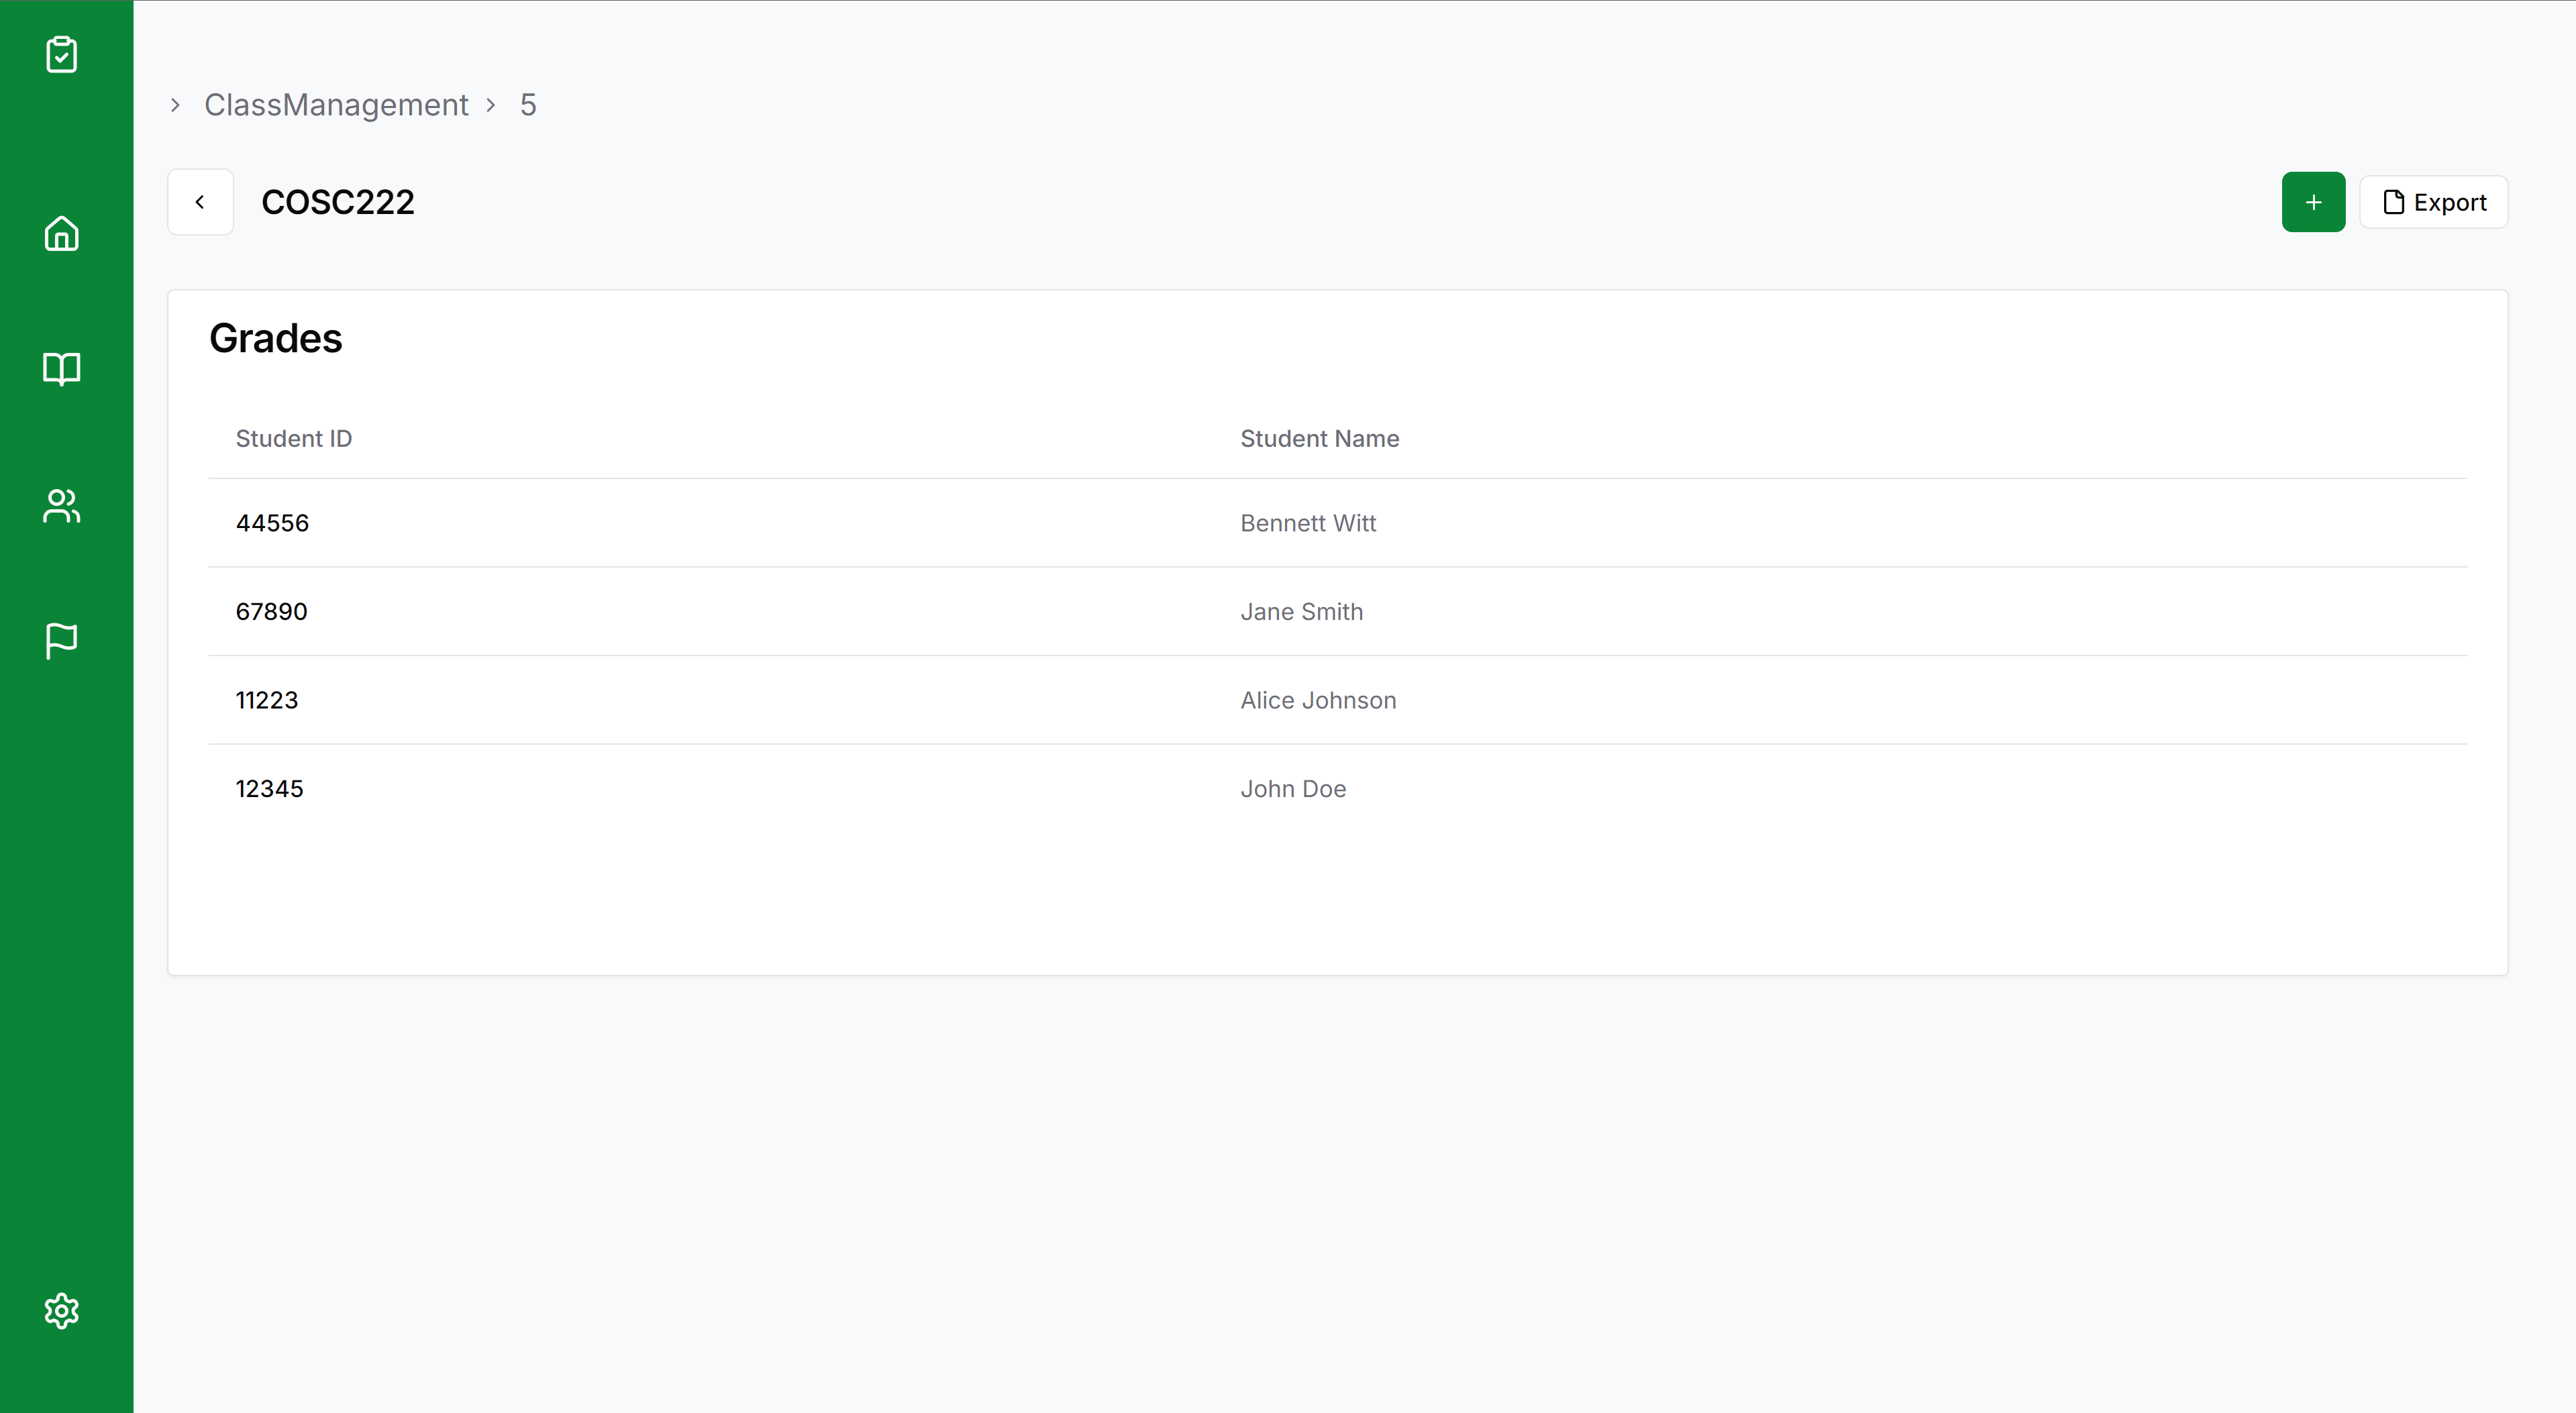 ClassManagement > 5
COSC222
+ Export
Grades
Student ID Student Name
44556 Bennett Witt
67890 Jane Smith
11223 Alice Johnson
12345 John Doe